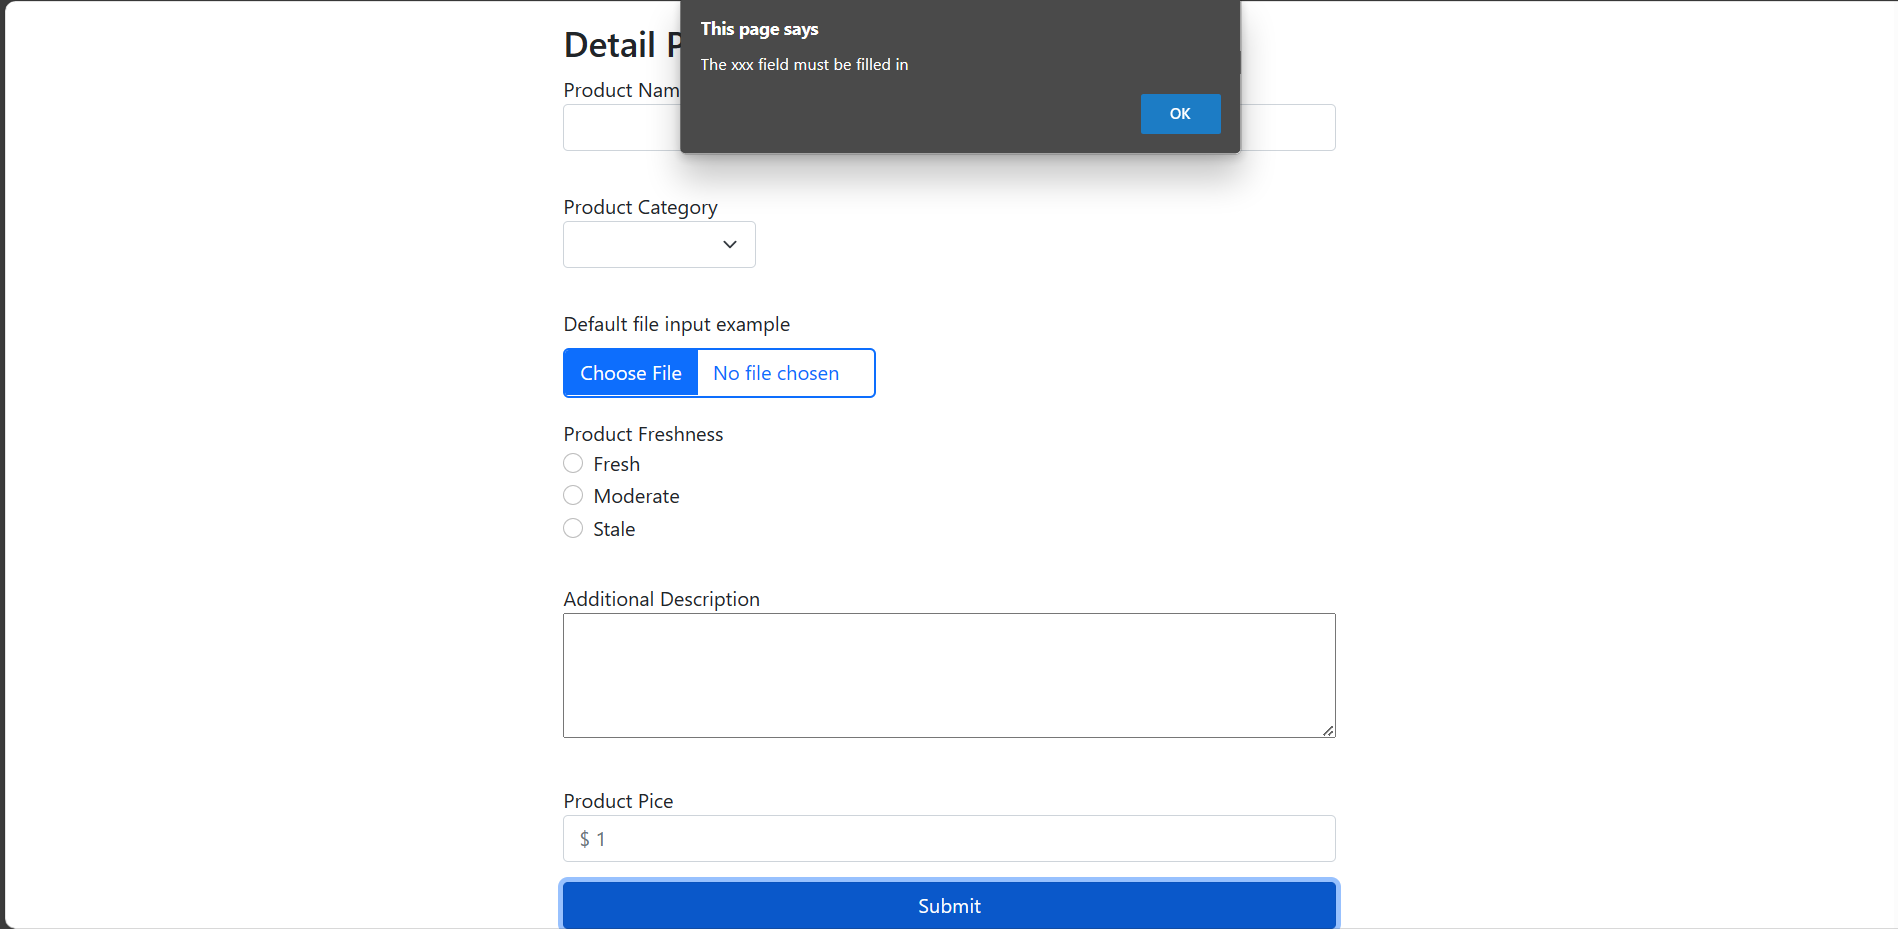 This page says
The xxx field must be filled in
OK
Detail
Product Nam
Product Category
Default file input example
Choose File No file chosen
Product Freshness
Fresh
Moderate
Stale
Additional Description
Product Pice
$ 1
Submit